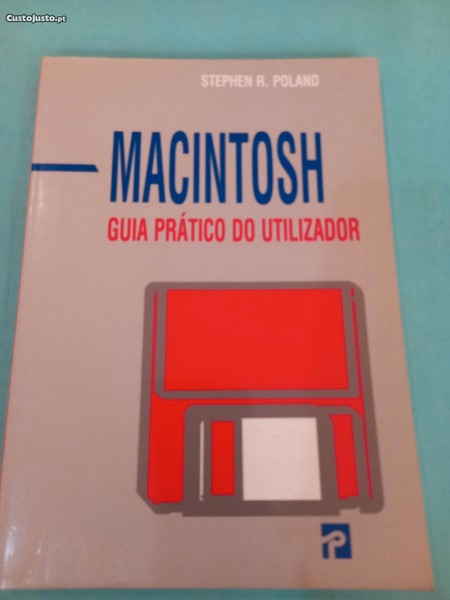 CustoJusto.pt
STEPHEN R. POLAND
MACINTOSH
GUIA PRÁTICO DO UTILIZADOR
P